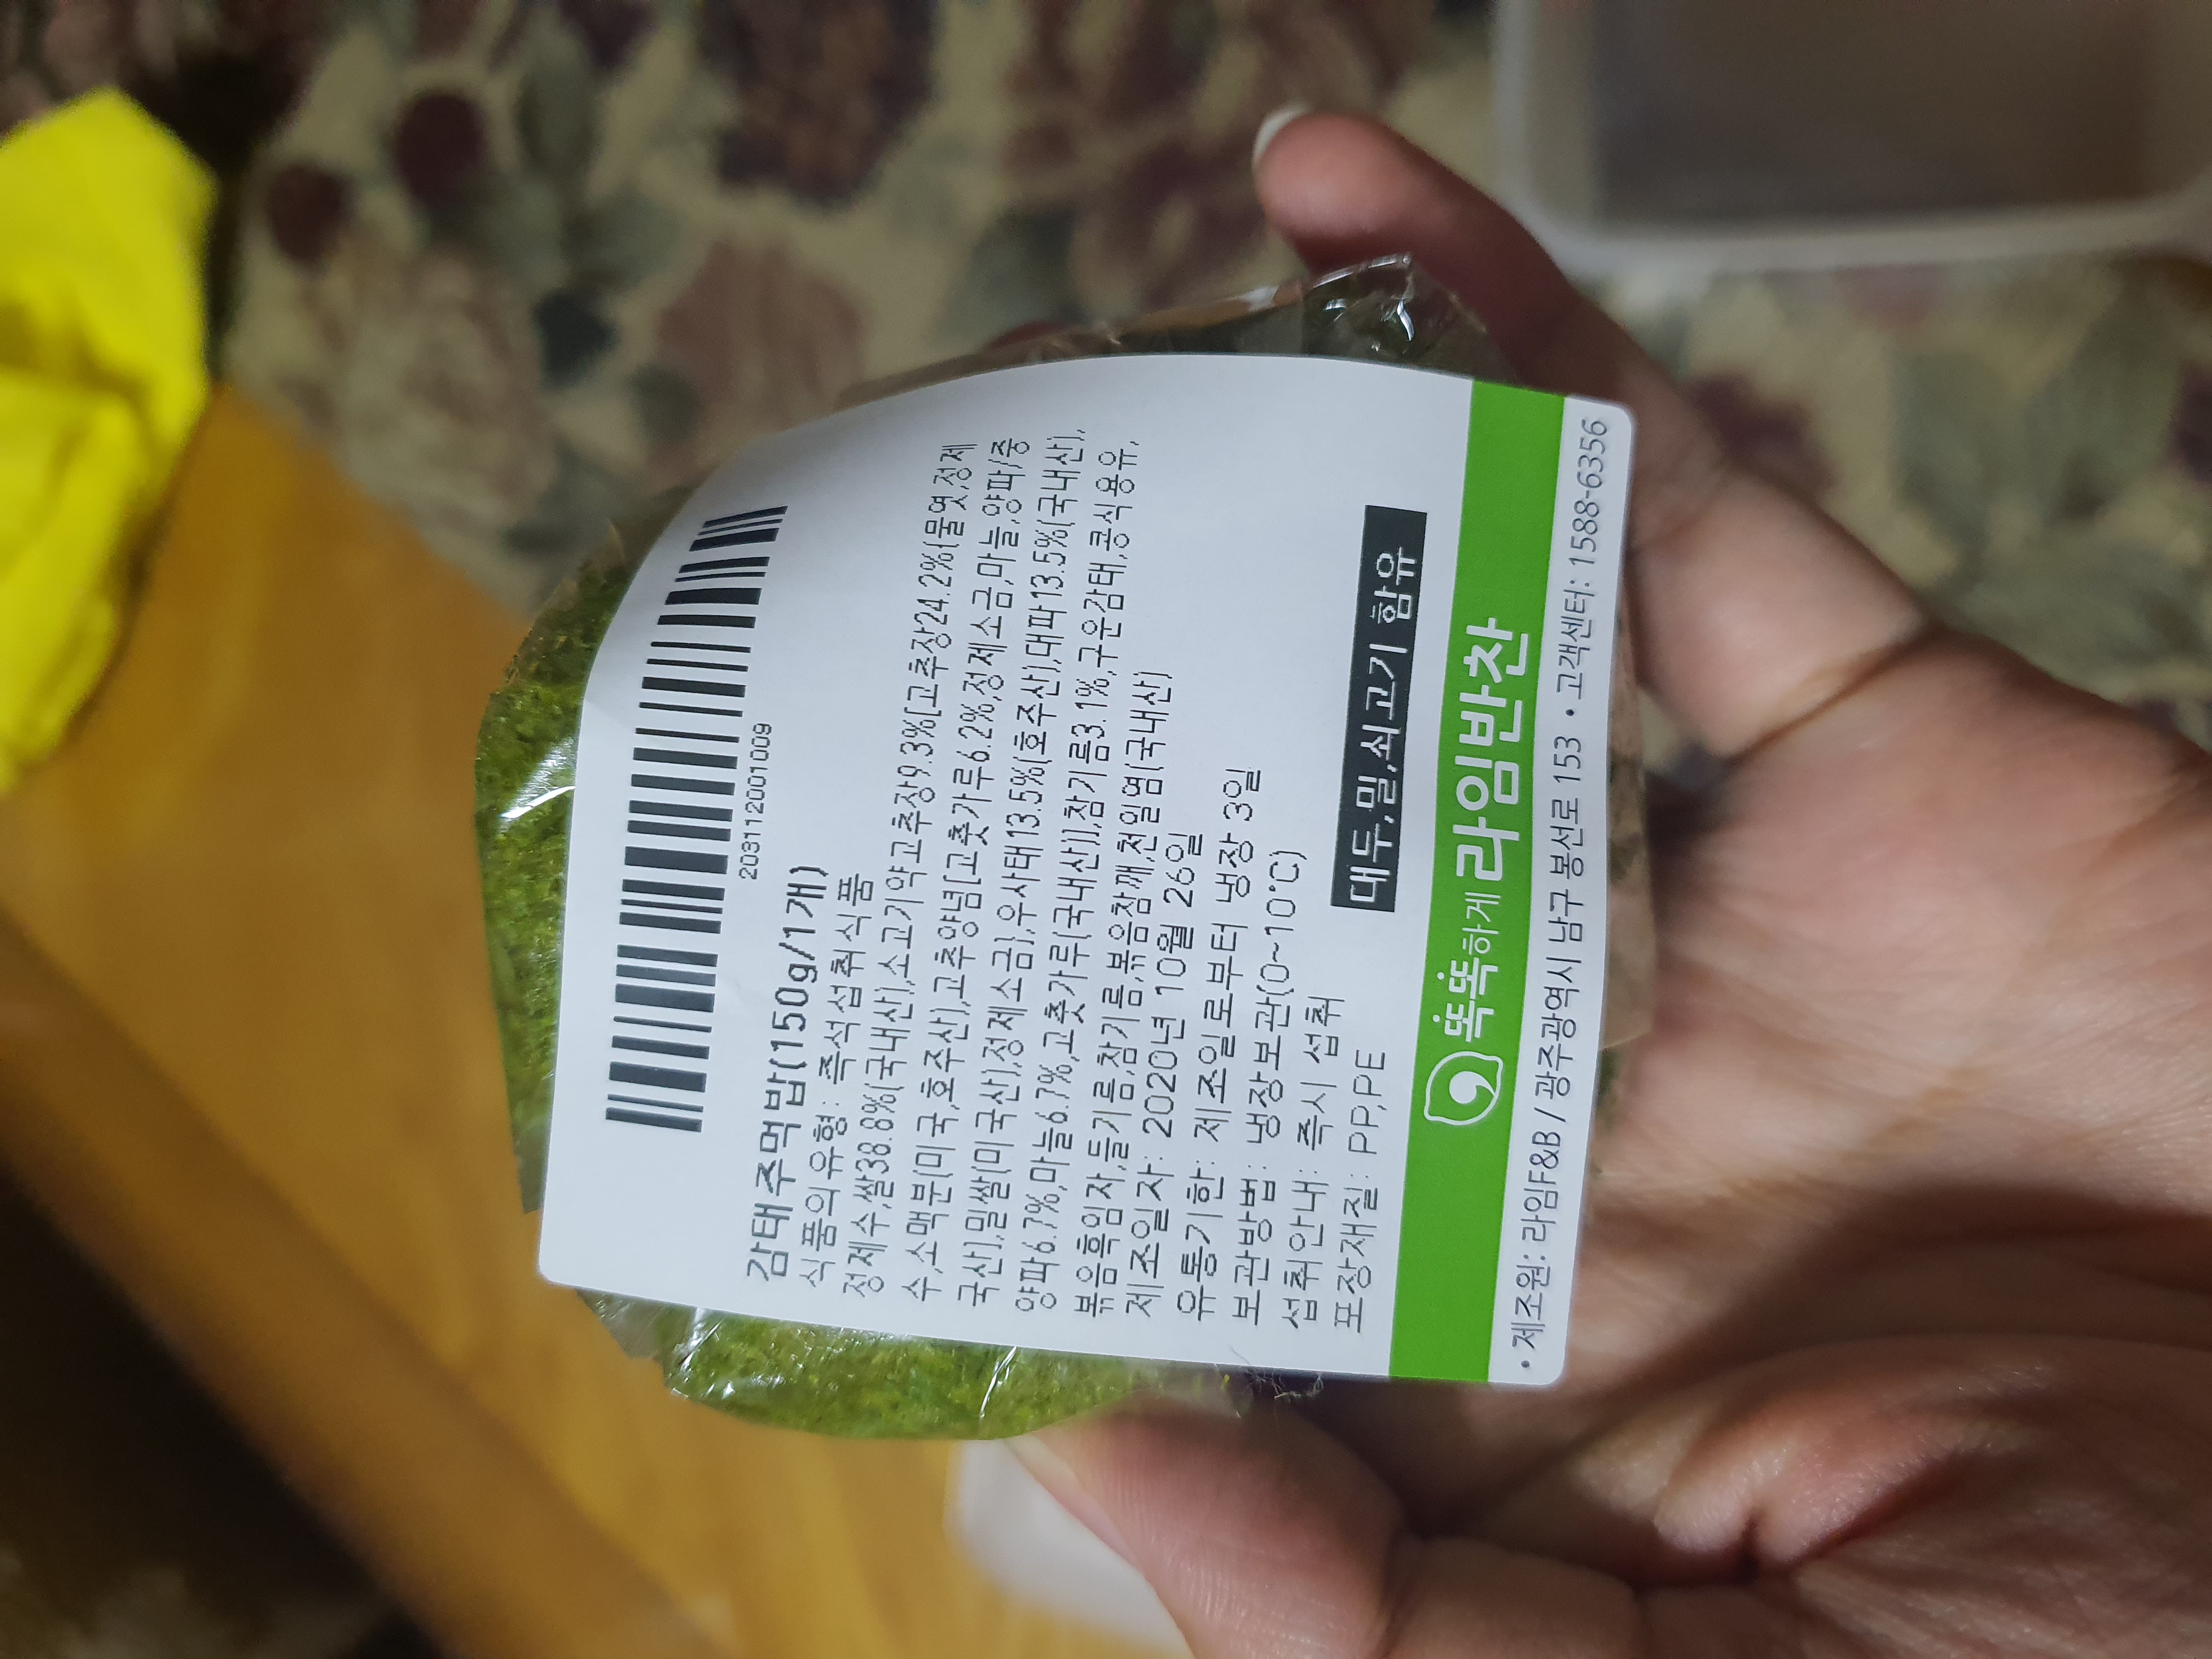 2031120001009
감태주먹밥(150g/1개)
식품의유형: 즉석섭취식품
정제수,쌀38.8%(국내산),소고기약고추장9.3%[고추장24.2%{물엿,정제
수,소맥분(미국,호주산),고추양념[고춧가루6.2%,정제소금,마늘,양파/중
국산],밀쌀(미국산),정제소금},우사태13.5%(호주산),대파13.5%(국내산),
양파6.7%,마늘6.7%,고춧가루(국내산)],참기름3.1%,구운감태,콩식용유,
볶음흑임자,들기름,참기름,볶음참깨,천일염(국내산)
제조일자: 2020년 10월 26일
유통기한: 제조일로부터 냉장 3일
보관방법: 냉장보관(0~10℃)
섭취안내: 즉시 섭취
포장재질: PP,PE
대두,밀,쇠고기 함유
똑똑하게 라임반찬
• 제조원: 라임F&B / 광주광역시 남구 봉선로 153 • 고객센터: 1588-6356